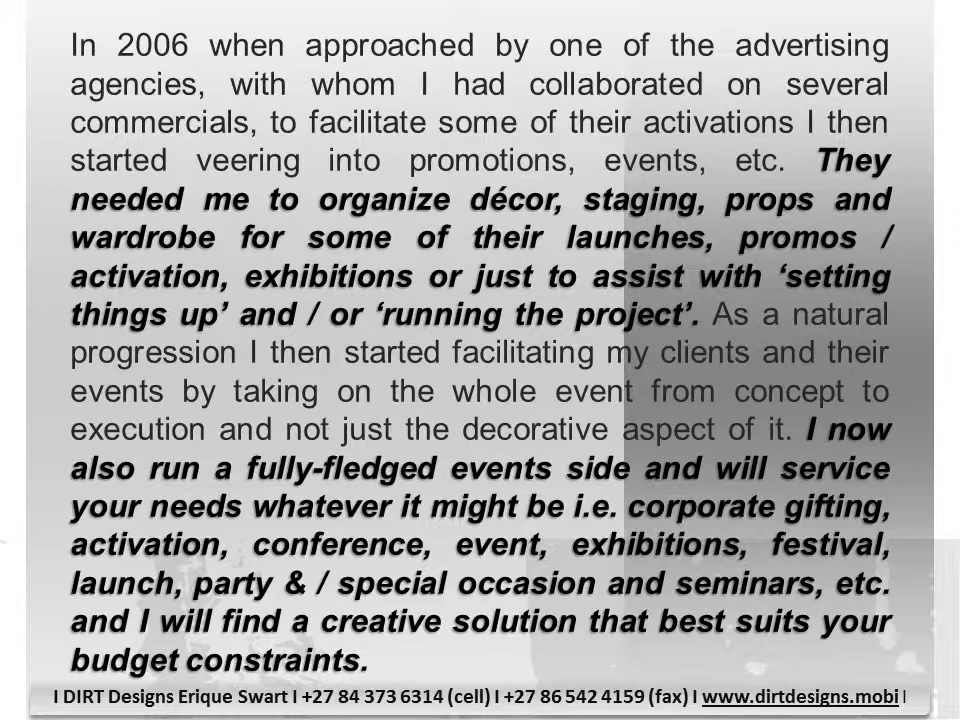 In 2006 when approached by one of the advertising
agencies, with whom I had collaborated on several
commercials, to facilitate some of their activations I then
started veering into promotions, events, etc. They
needed me to organize décor, staging, props and
wardrobe for some of their launches, promos /
activation, exhibitions or just to assist with ‘setting
things up’ and / or ‘running the project’. As a natural
progression I then started facilitating my clients and their
events by taking on the whole event from concept to
execution and not just the decorative aspect of it. I now
also run a fully-fledged events side and will service
your needs whatever it might be i.e. corporate gifting,
activation, conference, event, exhibitions, festival,
launch, party & / special occasion and seminars, etc.
and I will find a creative solution that best suits your
budget constraints.
I DIRT Designs Erique Swart I +27 84 373 6314 (cell) I +27 86 542 4159 (fax) I www.dirtdesigns.mobi I